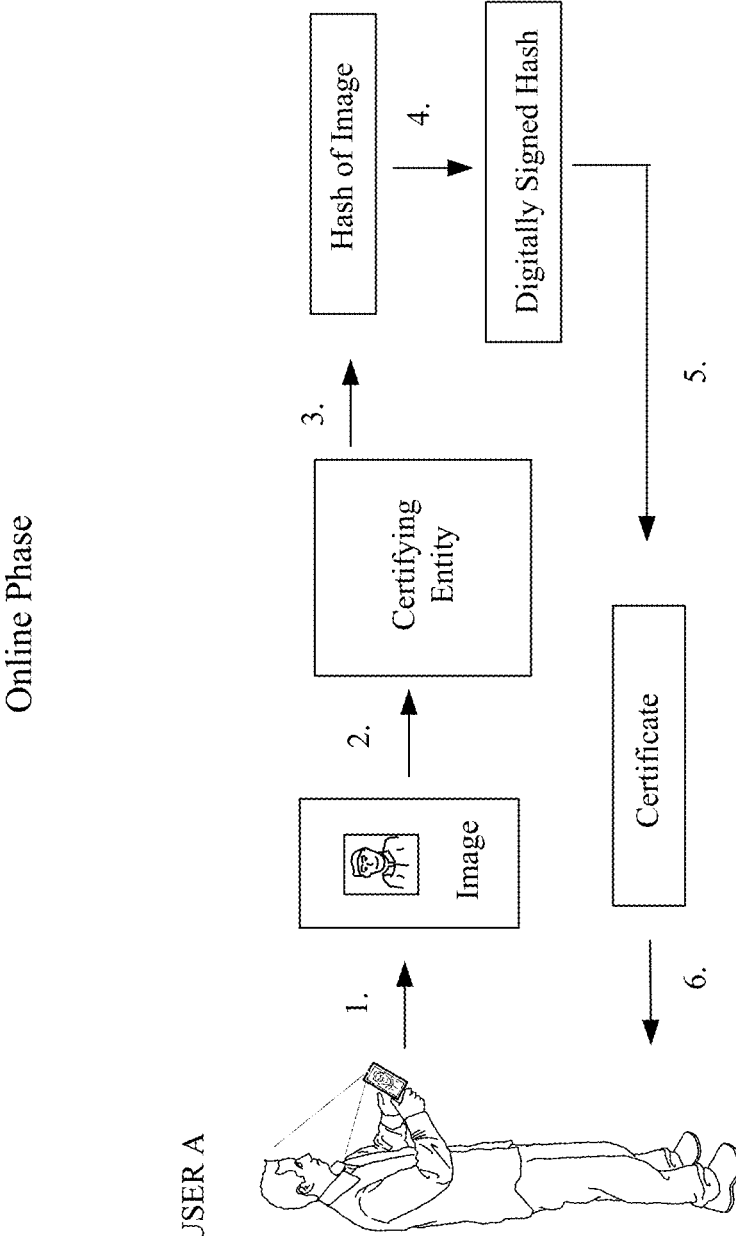 Online Phase
USER A
1.
Image
2.
Certifying
Entity
3.
Hash of Image
4.
Digitally Signed Hash
5.
Certificate
6.